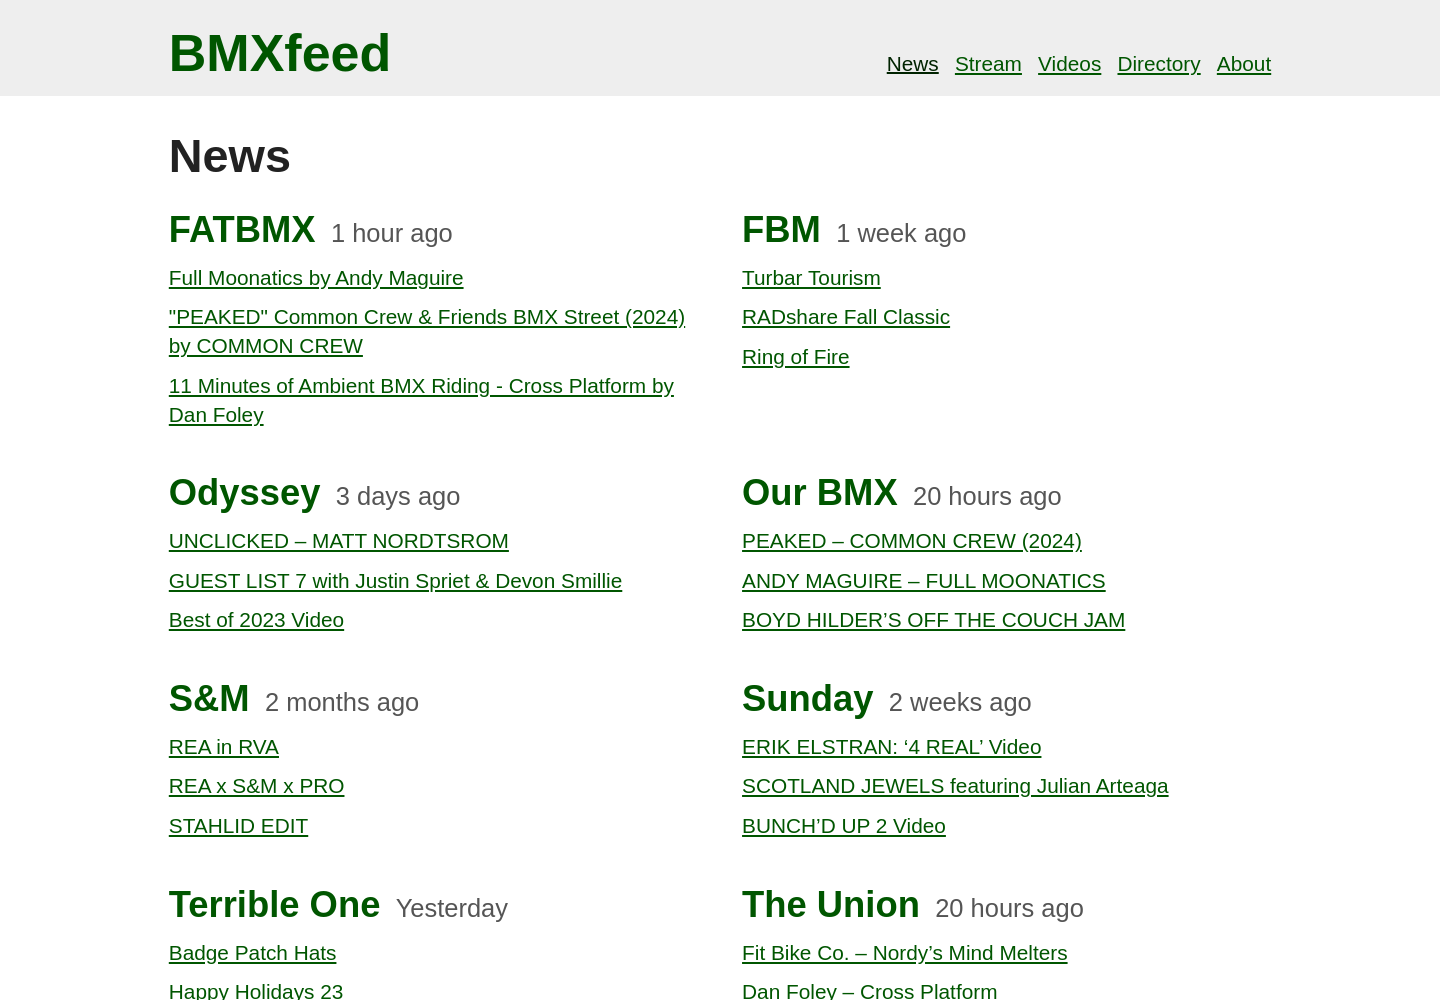 BMXfeed
News Stream Videos Directory About
News
FATBMX 1 hour ago
Full Moonatics by Andy Maguire
"PEAKED" Common Crew & Friends BMX Street (2024)
by COMMON CREW
11 Minutes of Ambient BMX Riding - Cross Platform by
Dan Foley
FBM 1 week ago
Turbar Tourism
RADshare Fall Classic
Ring of Fire
Odyssey 3 days ago
UNCLICKED – MATT NORDTSROM
GUEST LIST 7 with Justin Spriet & Devon Smillie
Best of 2023 Video
Our BMX 20 hours ago
PEAKED – COMMON CREW (2024)
ANDY MAGUIRE – FULL MOONATICS
BOYD HILDER’S OFF THE COUCH JAM
S&M 2 months ago
REA in RVA
REA x S&M x PRO
STAHLID EDIT
Sunday 2 weeks ago
ERIK ELSTRAN: ‘4 REAL’ Video
SCOTLAND JEWELS featuring Julian Arteaga
BUNCH’D UP 2 Video
Terrible One Yesterday
Badge Patch Hats
Happy Holidays 23
The Union 20 hours ago
Fit Bike Co. – Nordy’s Mind Melters
Dan Foley – Cross Platform